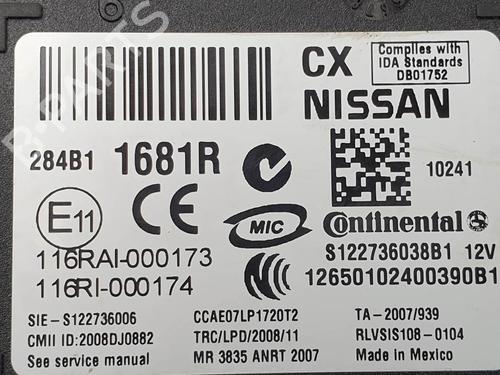 CX
Complies with
IDA Standards
DB01752
NISSAN
284B1 1681R
10241
E11
CE
MIC
Continental
116RAI-000173
116RI-000174
S122736038B1 12V
12650102400390B1
SIE-S122736006
CCAE07LP1720T2
TA-2007/939
CMII ID:2008DJ0882
TRC/LPD/2008/11
RLVSIS108-0104
See service manual
MR 3835 ANRT 2007
Made in Mexico
B-PARTS